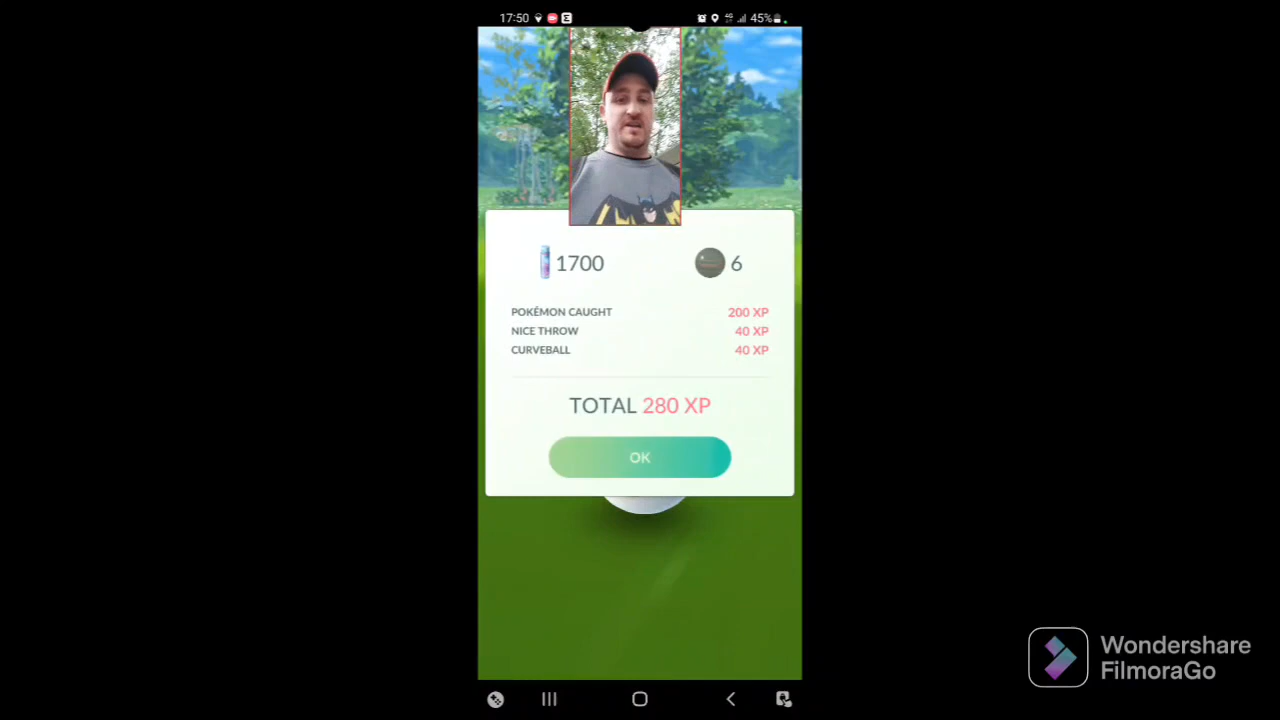 17:50
45%
1700
6
POKÉMON CAUGHT 200 XP
NICE THROW 40 XP
CURVEBALL 40 XP
TOTAL 280 XP
OK
Wondershare
FilmoraGo